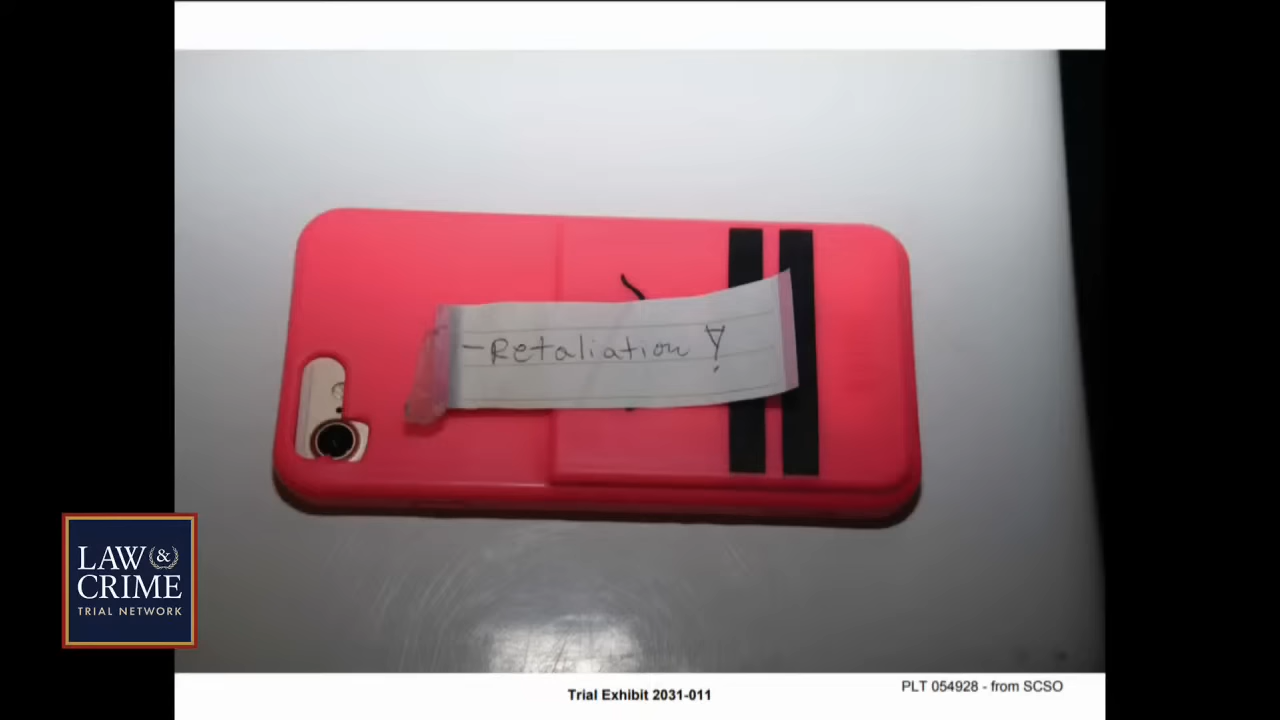 -Retaliation !
LAW &
CRIME
TRIAL NETWORK
Trial Exhibit 2031-011
PLT 054928 - from SCSO